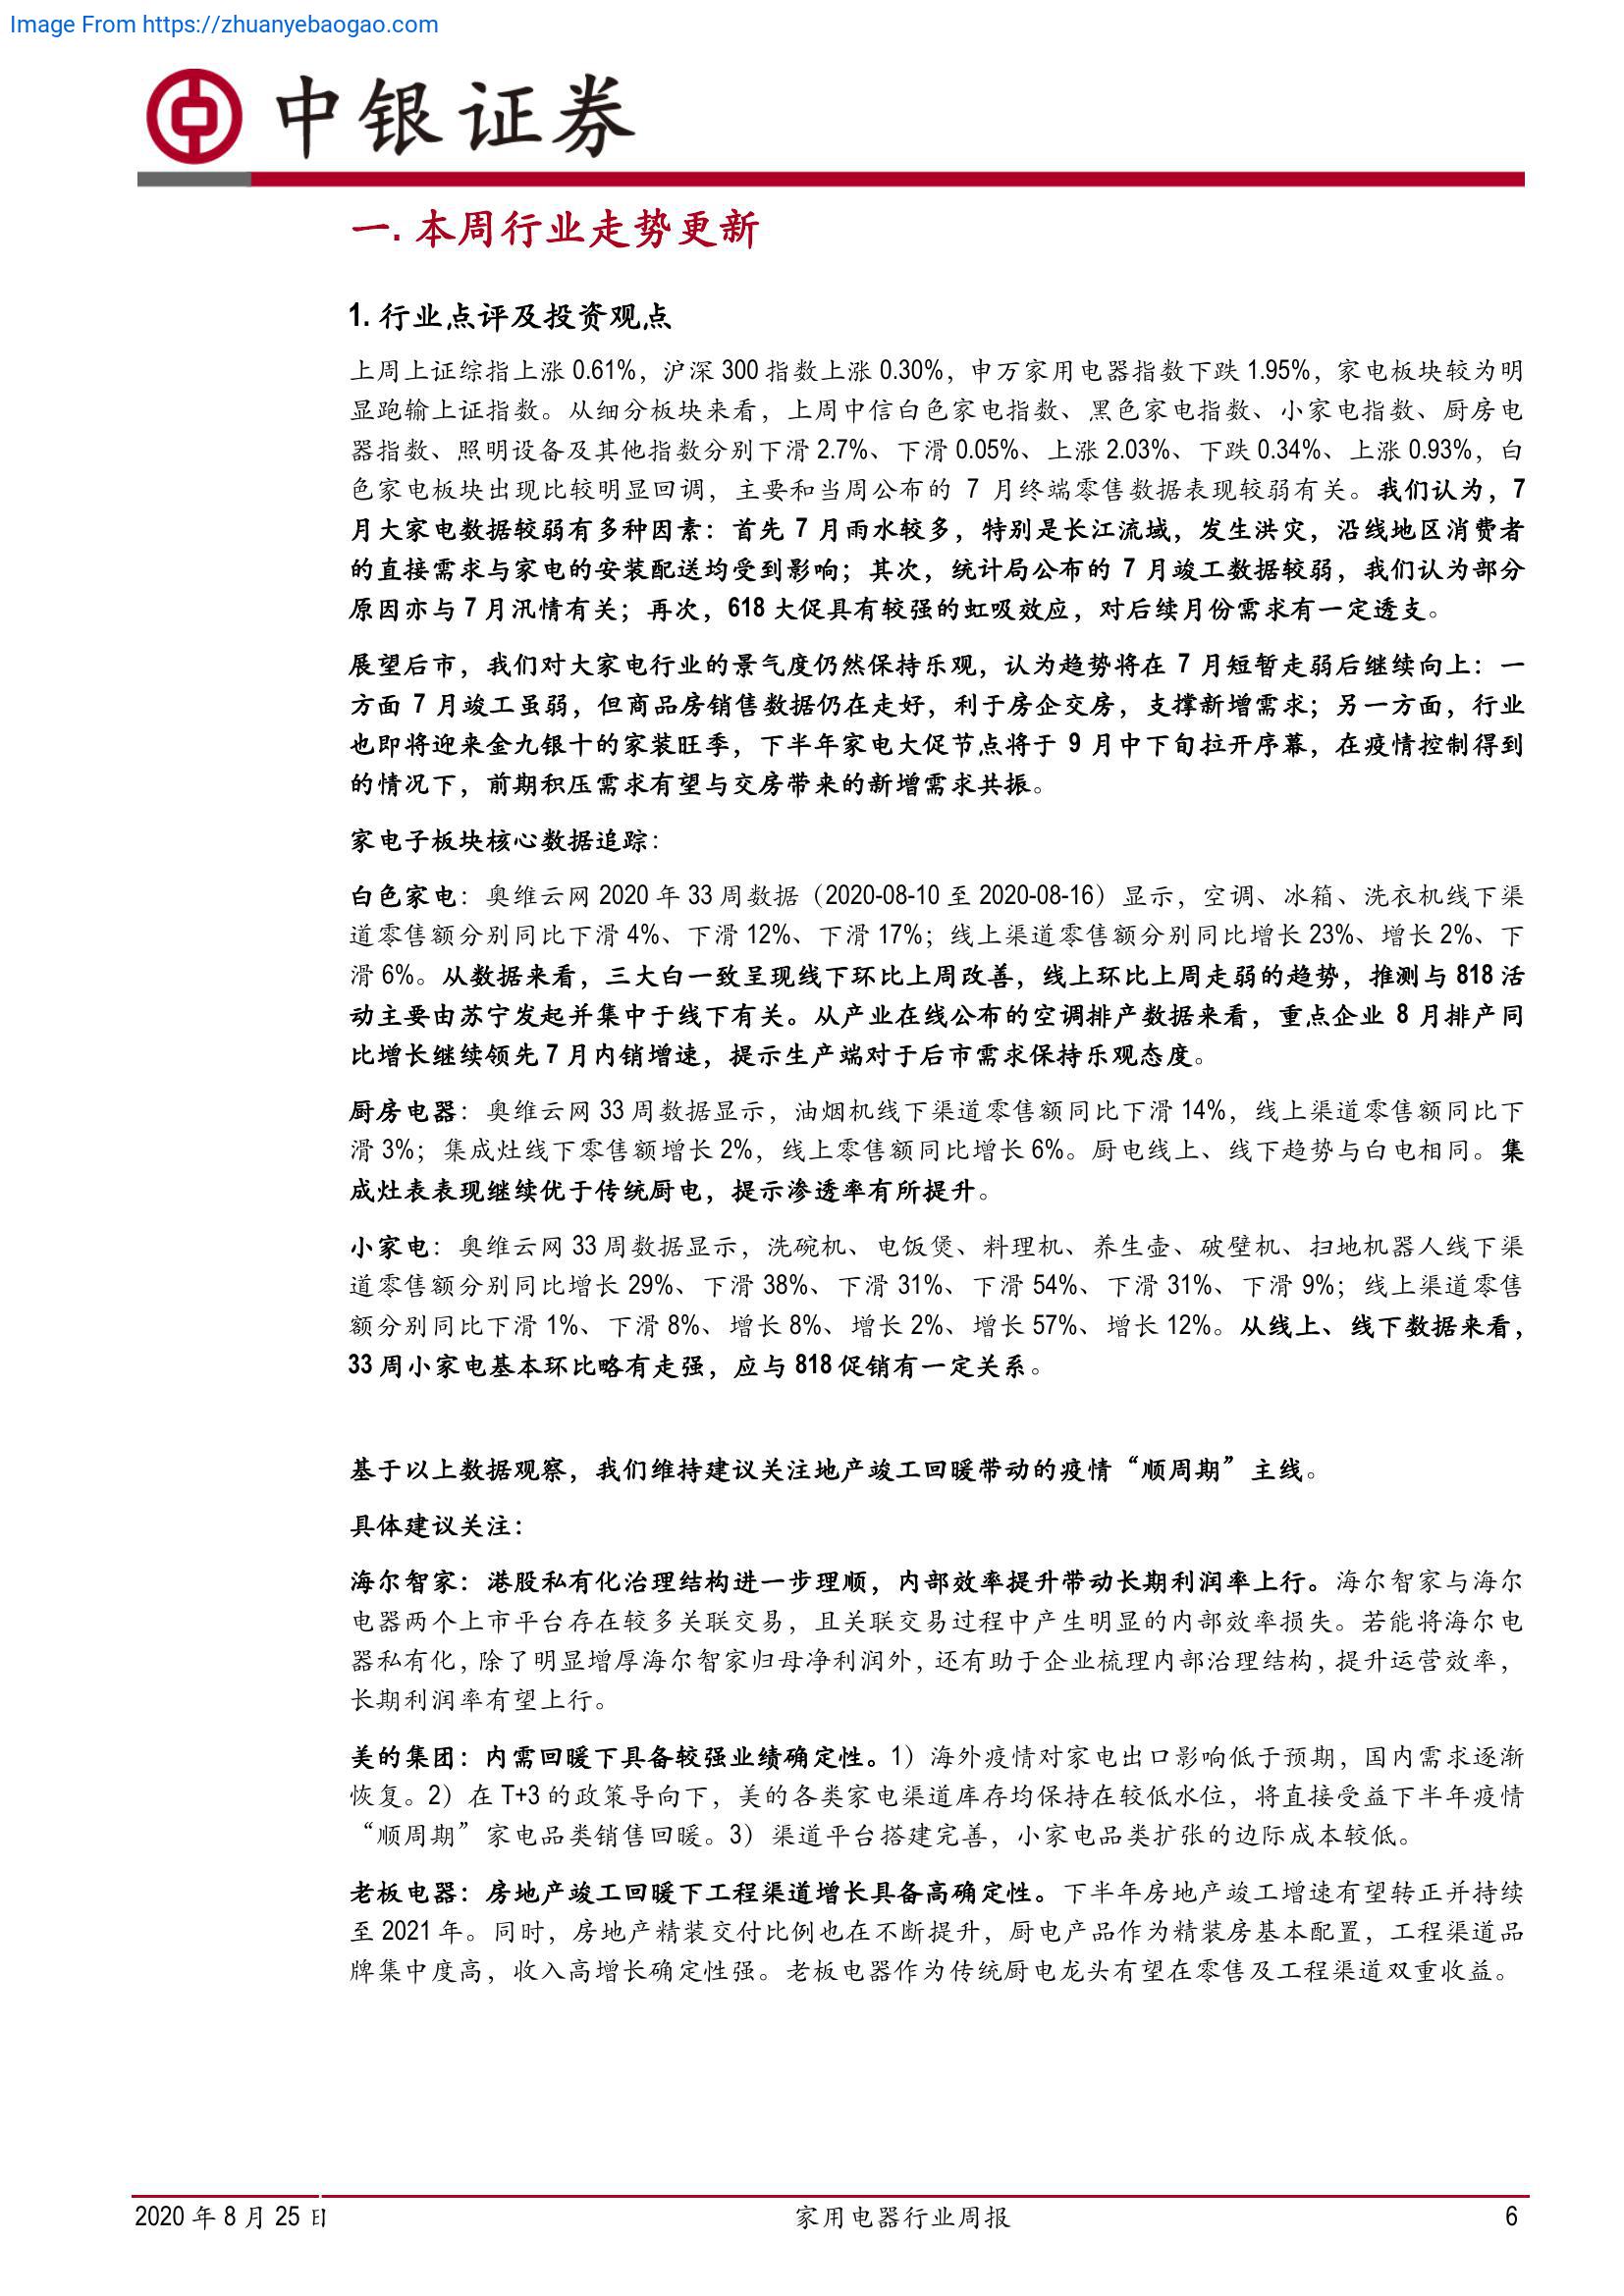 Image From https://zhuanyebaogao.com
中银证券
一. 本周行业走势更新
1. 行业点评及投资观点
上周上证综指上涨 0.61%，沪深 300 指数上涨 0.30%，申万家用电器指数下跌 1.95%，家电板块较为明
显跑输上证指数。从细分板块来看，上周中信白色家电指数、黑色家电指数、小家电指数、厨房电
器指数、照明设备及其他指数分别下滑 2.7%、下滑 0.05%、上涨 2.03%、下跌 0.34%、上涨 0.93%，白
色家电板块出现比较明显回调，主要和当周公布的 7 月终端零售数据表现较弱有关。我们认为，7
月大家电数据较弱有多种因素：首先 7 月雨水较多，特别是长江流域，发生洪灾，沿线地区消费者
的直接需求与家电的安装配送均受到影响；其次，统计局公布的 7 月竣工数据较弱，我们认为部分
原因亦与 7 月汛情有关；再次，618 大促具有较强的虹吸效应，对后续月份需求有一定透支。
展望后市，我们对大家电行业的景气度仍然保持乐观，认为趋势将在 7 月短暂走弱后继续向上：一
方面 7 月竣工虽弱，但商品房销售数据仍在走好，利于房企交房，支撑新增需求；另一方面，行业
也即将迎来金九银十的家装旺季，下半年家电大促节点将于 9 月中下旬拉开序幕，在疫情控制得到
的情况下，前期积压需求有望与交房带来的新增需求共振。
家电子板块核心数据追踪：
白色家电：奥维云网 2020 年 33 周数据（2020-08-10 至 2020-08-16）显示，空调、冰箱、洗衣机线下渠
道零售额分别同比下滑 4%、下滑 12%、下滑 17%；线上渠道零售额分别同比增长 23%、增长 2%、下
滑 6%。从数据来看，三大白一致呈现线下环比上周改善，线上环比上周走弱的趋势，推测与 818 活
动主要由苏宁发起并集中于线下有关。从产业在线公布的空调排产数据来看，重点企业 8 月排产同
比增长继续领先 7 月内销增速，提示生产端对于后市需求保持乐观态度。
厨房电器：奥维云网 33 周数据显示，油烟机线下渠道零售额同比下滑 14%，线上渠道零售额同比下
滑 3%；集成灶线下零售额增长 2%，线上零售额同比增长 6%。厨电线上、线下趋势与白电相同。集
成灶表表现继续优于传统厨电，提示渗透率有所提升。
小家电：奥维云网 33 周数据显示，洗碗机、电饭煲、料理机、养生壶、破壁机、扫地机器人线下渠
道零售额分别同比增长 29%、下滑 38%、下滑 31%、下滑 54%、下滑 31%、下滑 9%；线上渠道零售
额分别同比下滑 1%、下滑 8%、增长 8%、增长 2%、增长 57%、增长 12%。从线上、线下数据来看，
33 周小家电基本环比略有走强，应与 818 促销有一定关系。
基于以上数据观察，我们维持建议关注地产竣工回暖带动的疫情“顺周期”主线。
具体建议关注：
海尔智家：港股私有化治理结构进一步理顺，内部效率提升带动长期利润率上行。海尔智家与海尔
电器两个上市平台存在较多关联交易，且关联交易过程中产生明显的内部效率损失。若能将海尔电
器私有化，除了明显增厚海尔智家归母净利润外，还有助于企业梳理内部治理结构，提升运营效率，
长期利润率有望上行。
美的集团：内需回暖下具备较强业绩确定性。1）海外疫情对家电出口影响低于预期，国内需求逐渐
恢复。2）在 T+3 的政策导向下，美的各类家电渠道库存均保持在较低水位，将直接受益下半年疫情
“顺周期”家电品类销售回暖。3）渠道平台搭建完善，小家电品类扩张的边际成本较低。
老板电器：房地产竣工回暖下工程渠道增长具备高确定性。下半年房地产竣工增速有望转正并持续
至 2021 年。同时，房地产精装交付比例也在不断提升，厨电产品作为精装房基本配置，工程渠道品
牌集中度高，收入高增长确定性强。老板电器作为传统厨电龙头有望在零售及工程渠道双重收益。
2020 年 8 月 25 日
家用电器行业周报
6